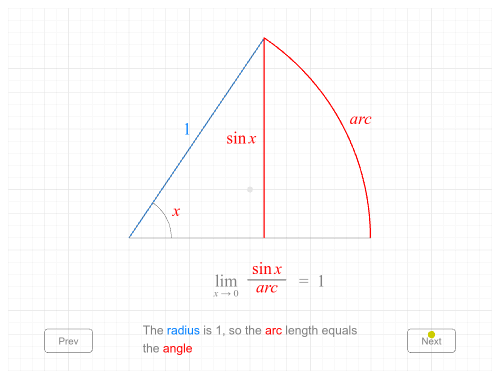 1
sin x
arc
x
lim x → 0 sin x / arc = 1
Prev
The radius is 1, so the arc length equals
the angle
Next